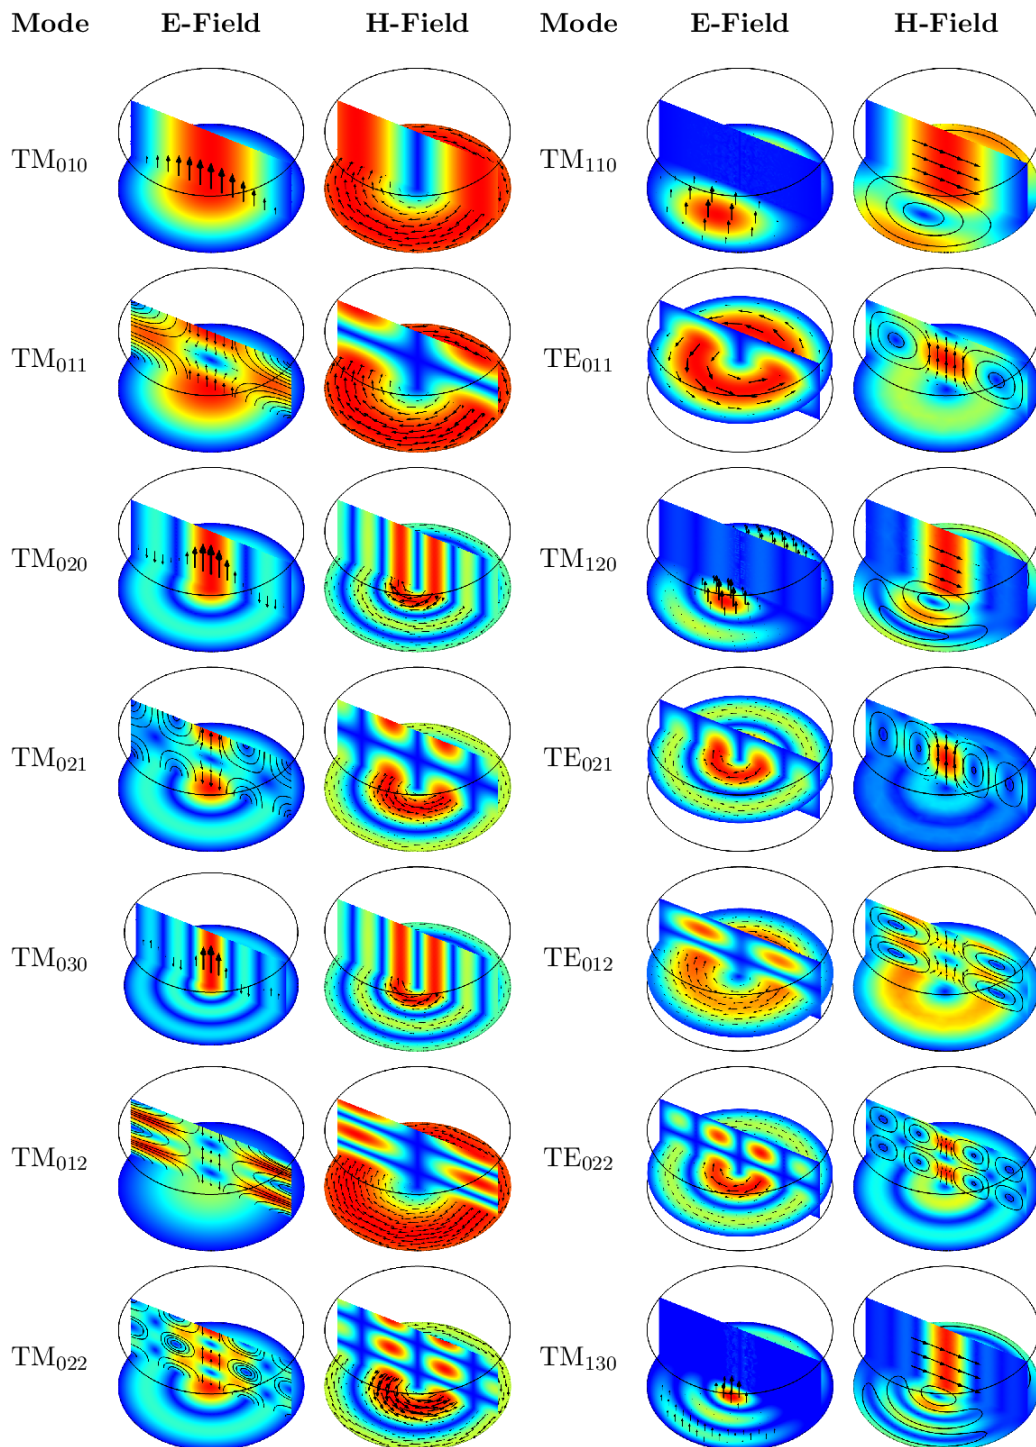 Mode E-Field H-Field Mode E-Field H-Field
TM₀₁₀ TM₁₁₀
TM₀₁₁ TE₀₁₁
TM₀₂₀ TM₁₂₀
TM₀₂₁ TE₀₂₁
TM₀₃₀ TE₀₁₂
TM₀₁₂ TE₀₂₂
TM₀₂₂ TM₁₃₀